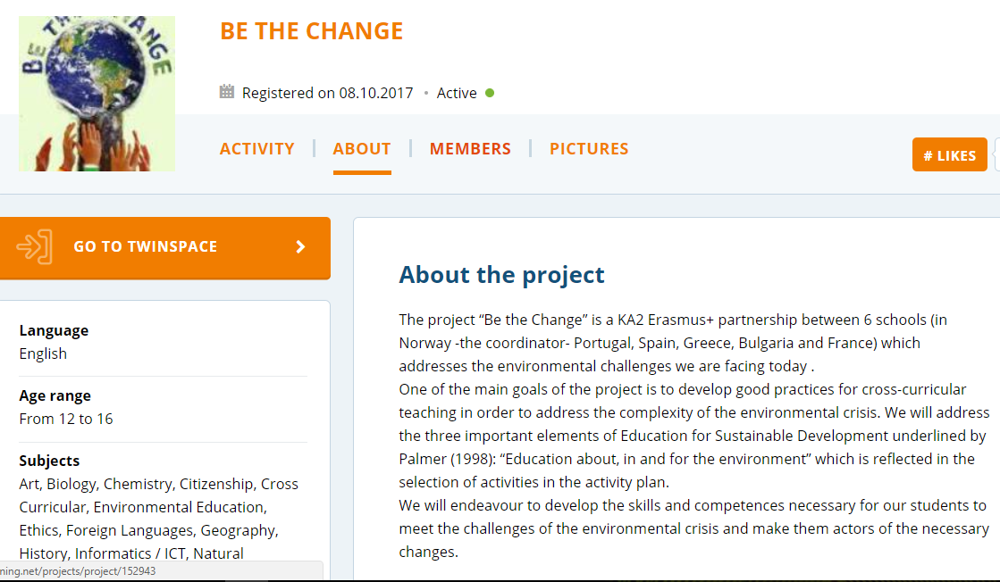 BE THE CHANGE
BE THE CHANGE
Registered on 08.10.2017 • Active
ACTIVITY | ABOUT | MEMBERS | PICTURES
# LIKES
GO TO TWINSPACE
Language
English
Age range
From 12 to 16
Subjects
Art, Biology, Chemistry, Citizenship, Cross
Curricular, Environmental Education,
Ethics, Foreign Languages, Geography,
History, Informatics / ICT, Natural
ning.net/projects/project/152943
About the project
The project “Be the Change” is a KA2 Erasmus+ partnership between 6 schools (in
Norway -the coordinator- Portugal, Spain, Greece, Bulgaria and France) which
addresses the environmental challenges we are facing today .
One of the main goals of the project is to develop good practices for cross-curricular
teaching in order to address the complexity of the environmental crisis. We will address
the three important elements of Education for Sustainable Development underlined by
Palmer (1998): “Education about, in and for the environment” which is reflected in the
selection of activities in the activity plan.
We will endeavour to develop the skills and competences necessary for our students to
meet the challenges of the environmental crisis and make them actors of the necessary
changes.